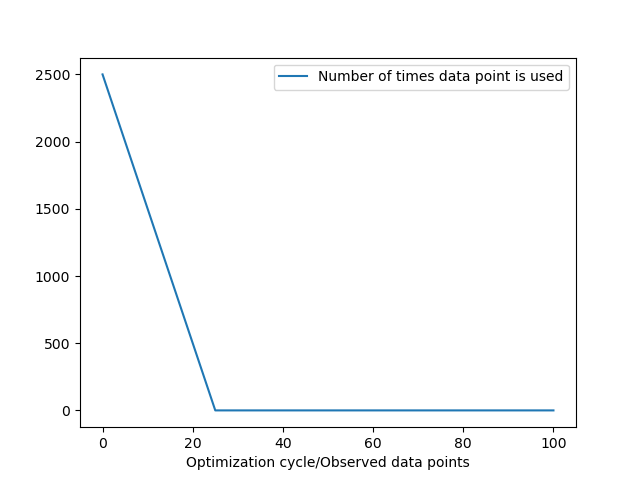 Number of times data point is used
2500
2000
1500
1000
500
0
0 20 40 60 80 100
Optimization cycle/Observed data points